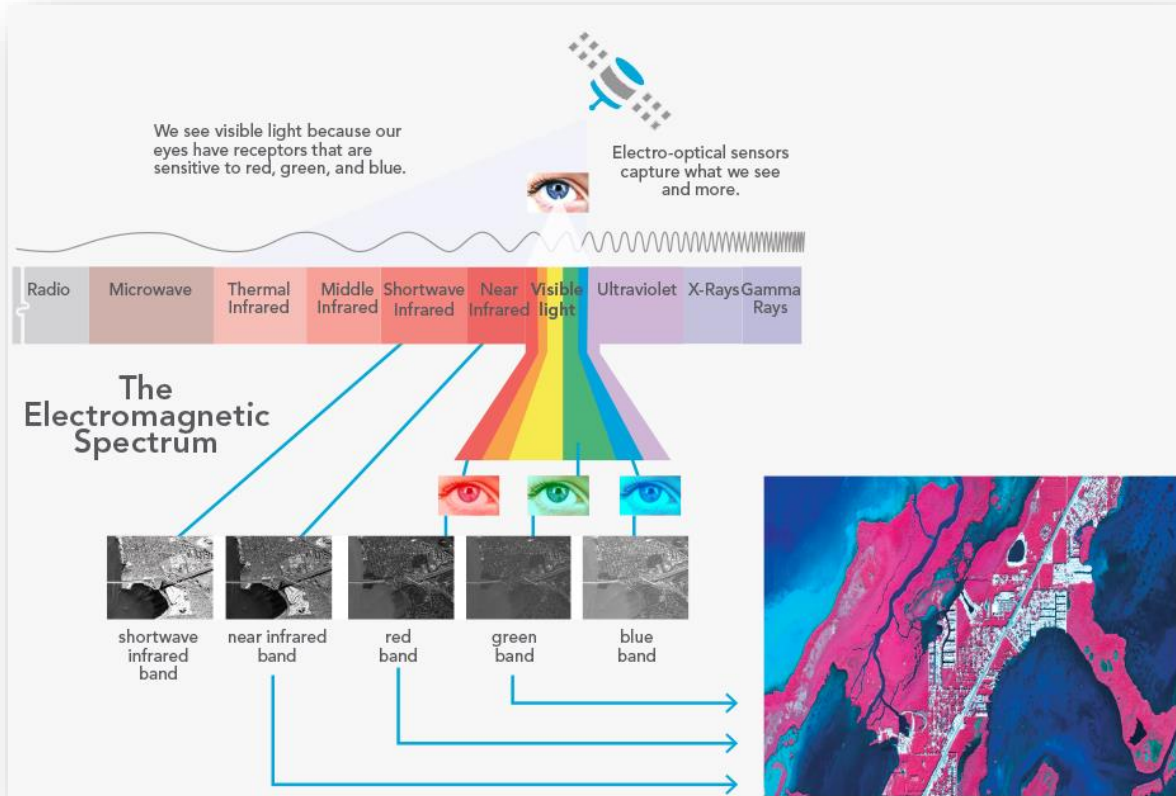 We see visible light because our
eyes have receptors that are
sensitive to red, green, and blue.
Electro-optical sensors
capture what we see
and more.
Radio
Microwave
Thermal
Infrared
Middle
Infrared
Shortwave
Infrared
Near
Infrared
Visible
light
Ultraviolet
X-Rays
Gamma
Rays
The
Electromagnetic
Spectrum
shortwave
infrared
band
near infrared
band
red
band
green
band
blue
band